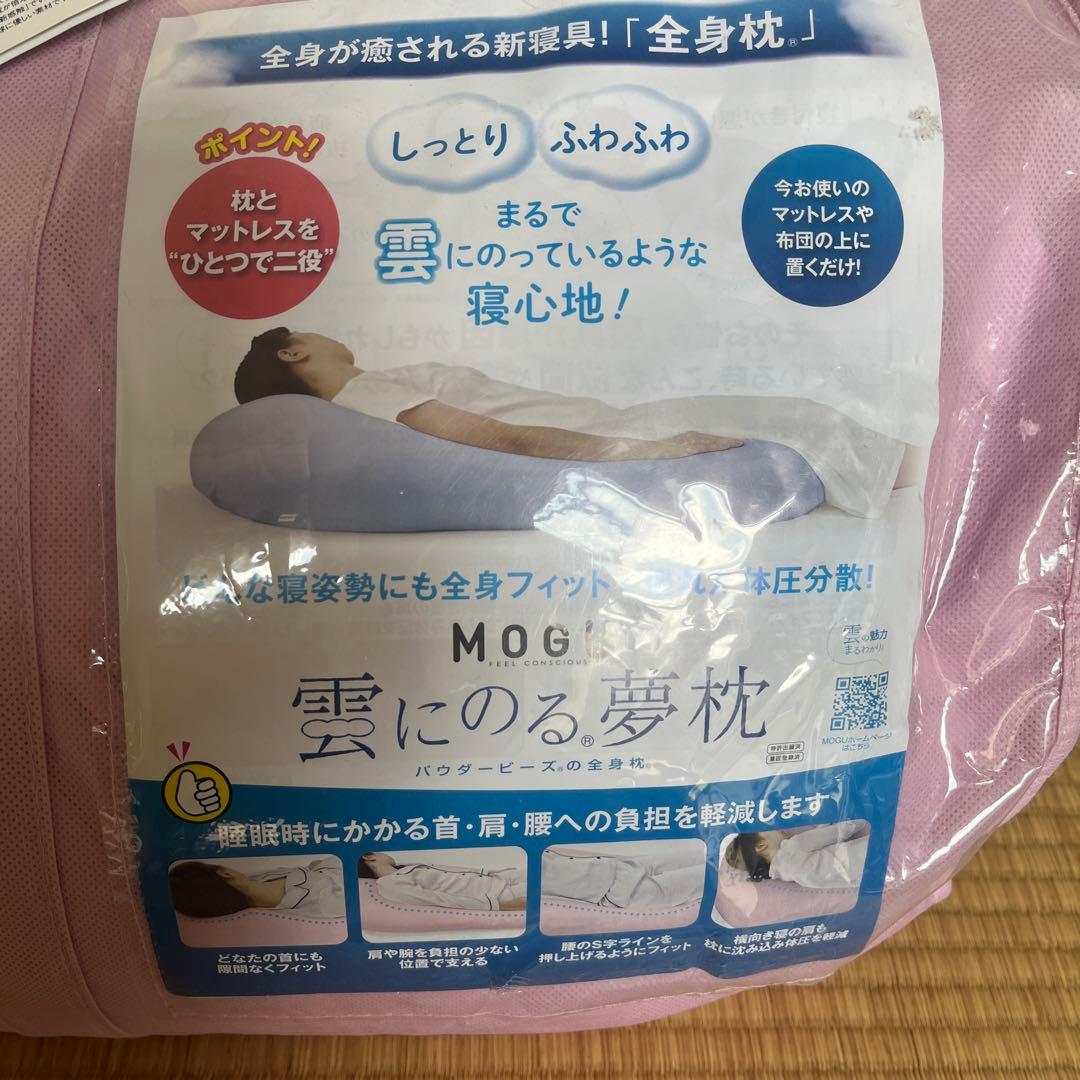 全身が癒される新寝具!「全身枕®」
ポイント!
しっとり
ふわふわ
枕と
マットレスを
“ひとつで二役”
まるで
雲にのっているような
寝心地!
今お使いの
マットレスや
布団の上に
置くだけ!
な寝姿勢にも全身フィット
体圧分散!
MOGU
FEEL CONSCIOUS
雲の魅力
まるわかり!
雲にのる®夢枕
パウダービーズ®の全身枕®
特許出願済
意匠登録済
MOGUホームページ
はこちら
睡眠時にかかる首・肩・腰への負担を軽減します
どなたの首にも
隙間なくフィット
肩や腕を負担の少ない
位置で支える
腰のS字ラインを
押し上げるようにフィット
横向き寝の肩も
枕に沈み込み体圧を軽減